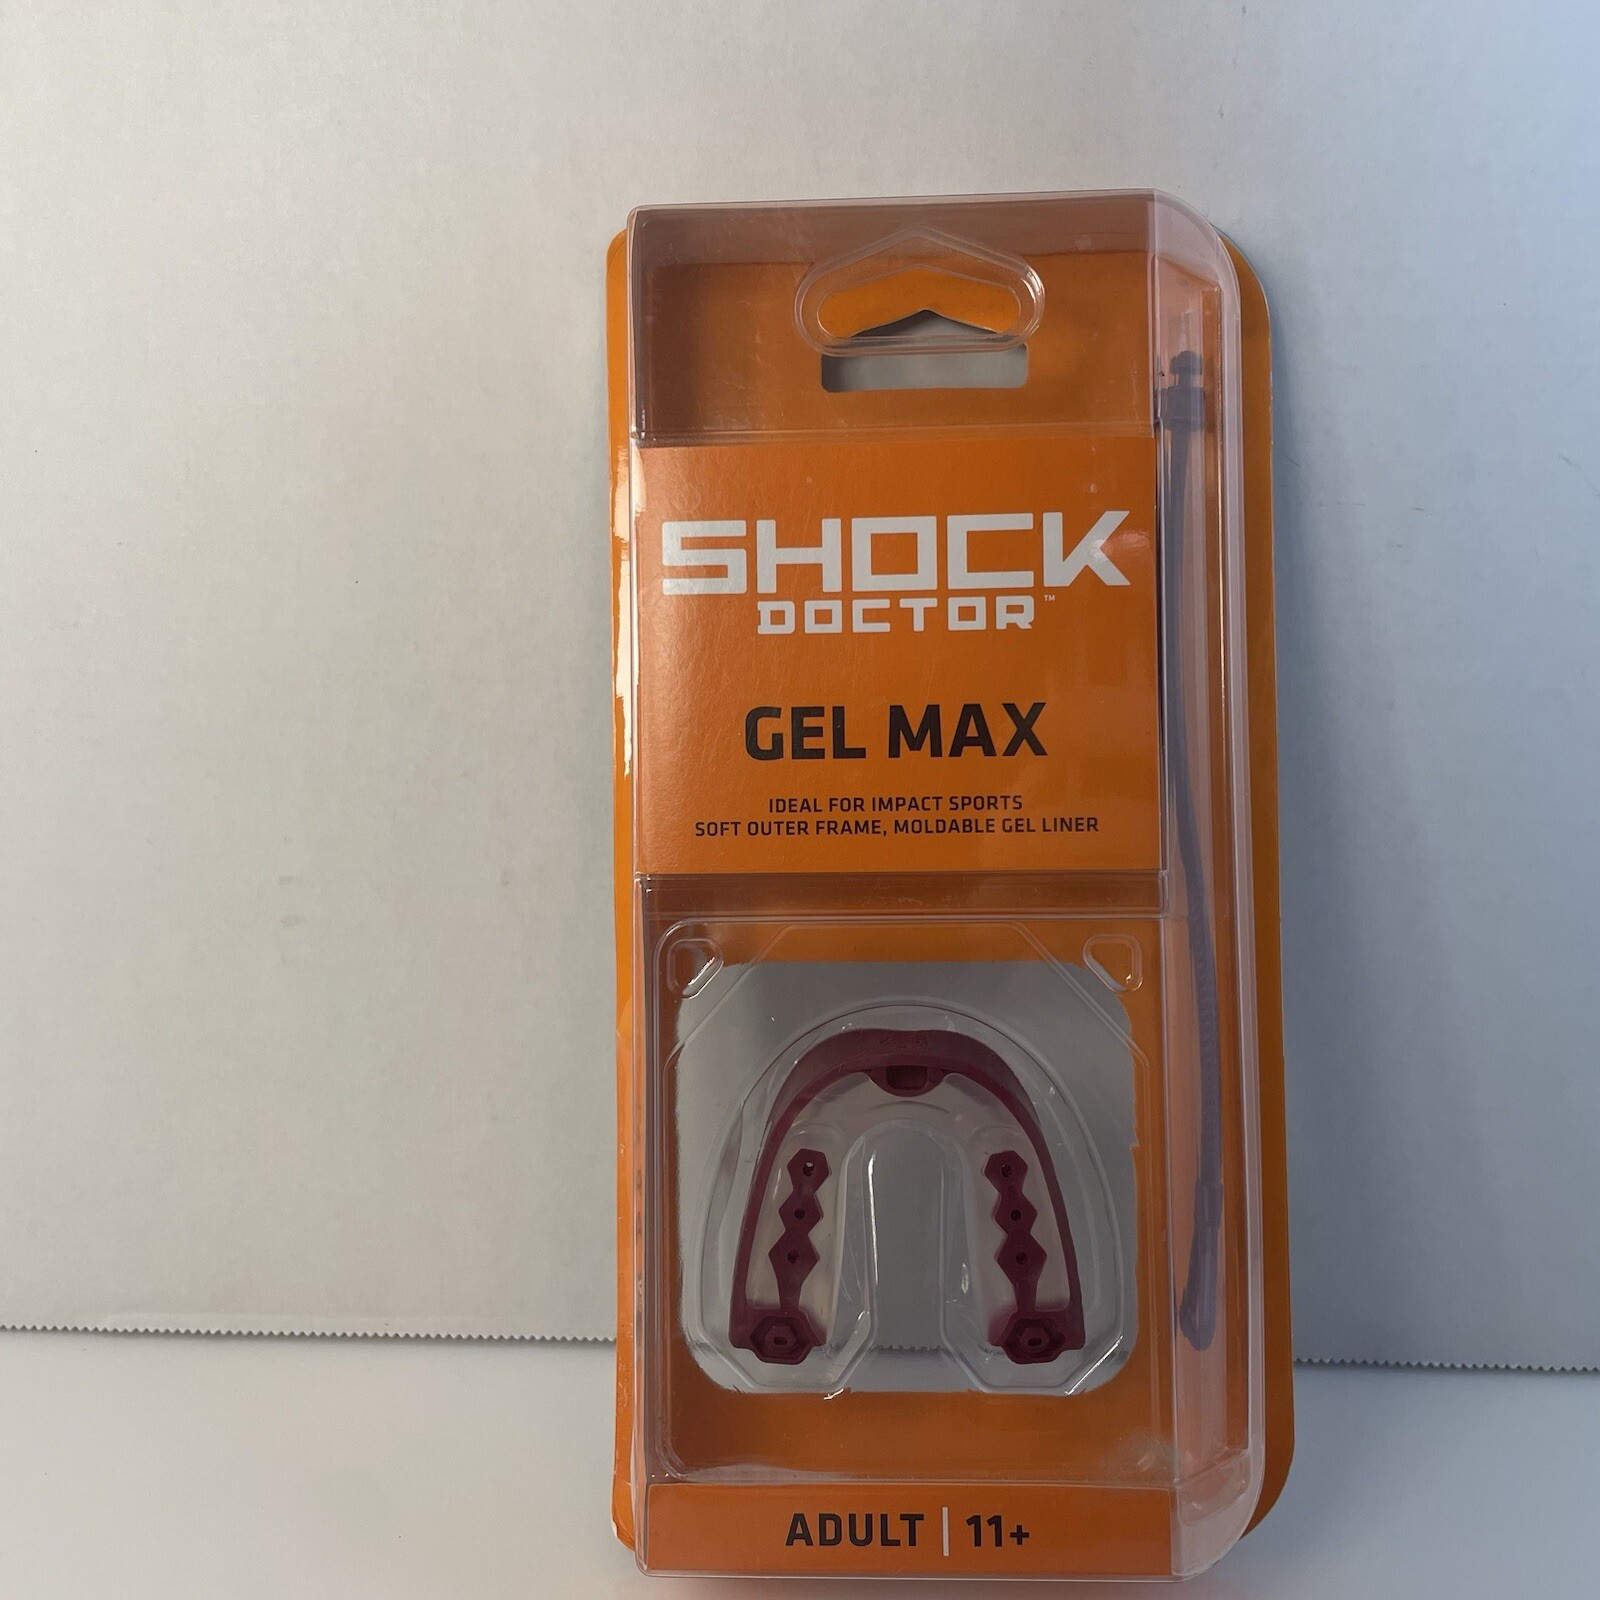 SHOCK
DOCTOR™
GEL MAX
IDEAL FOR IMPACT SPORTS
SOFT OUTER FRAME, MOLDABLE GEL LINER
ADULT | 11+